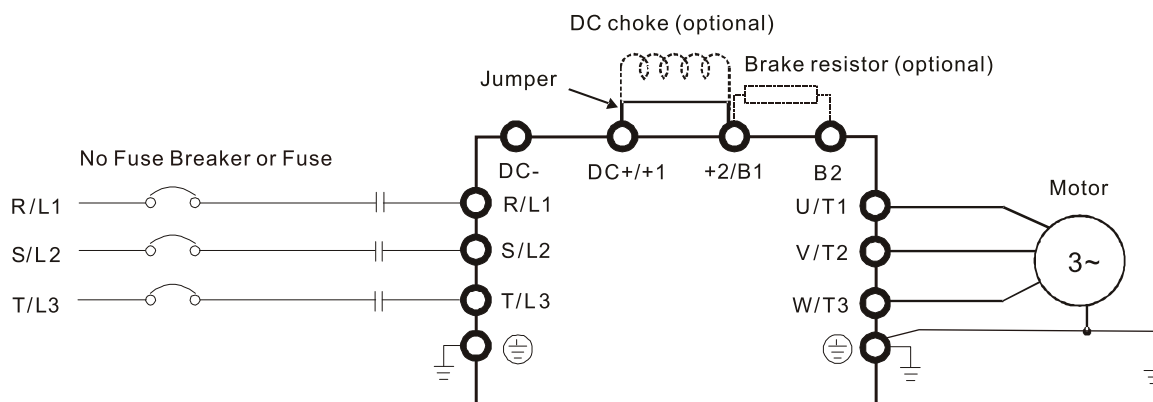 DC choke (optional)
Jumper
Brake resistor (optional)
No Fuse Breaker or Fuse
DC-
DC+/+1
+2/B1
B2
Motor
R/L1
R/L1
U/T1
S/L2
S/L2
V/T2
3~
T/L3
T/L3
W/T3